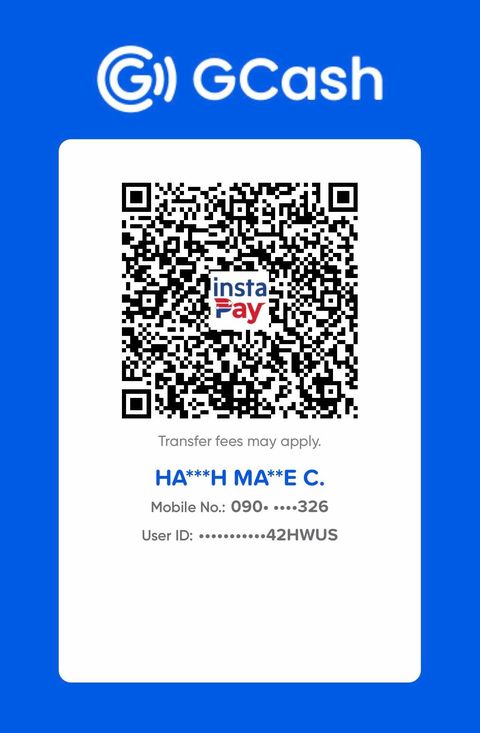 GCash
insta
Pay
Transfer fees may apply.
HA***H MA**E C.
Mobile No.: 090• ••••326
User ID: •••••••••••42HWUS